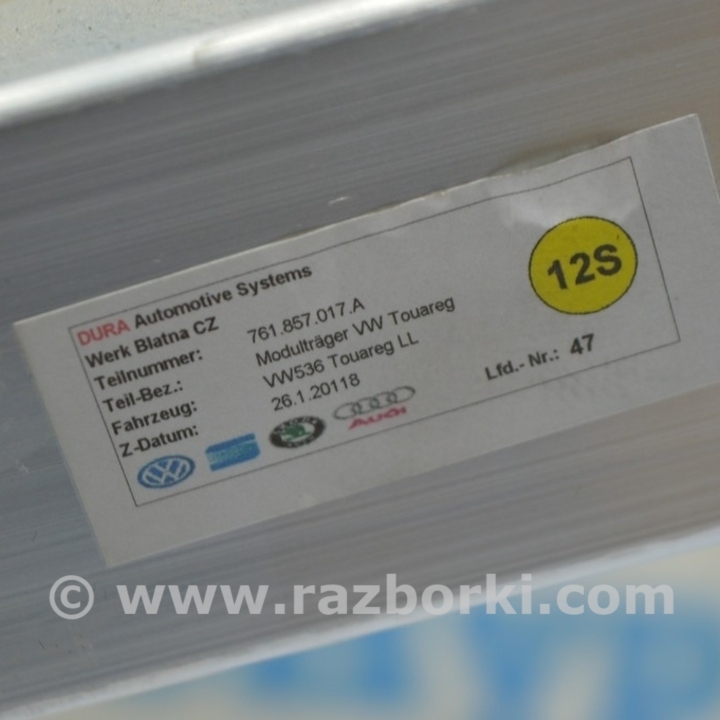 DURA Automotive Systems
Werk Blatna CZ
Teilnummer: 761.857.017.A
Teil-Bez.: Modulträger VW Touareg
Fahrzeug: VW536 Touareg LL
Z-Datum: 26.1.20118
12S
Lfd.- Nr.: 47
AUDI
© www.razborki.com